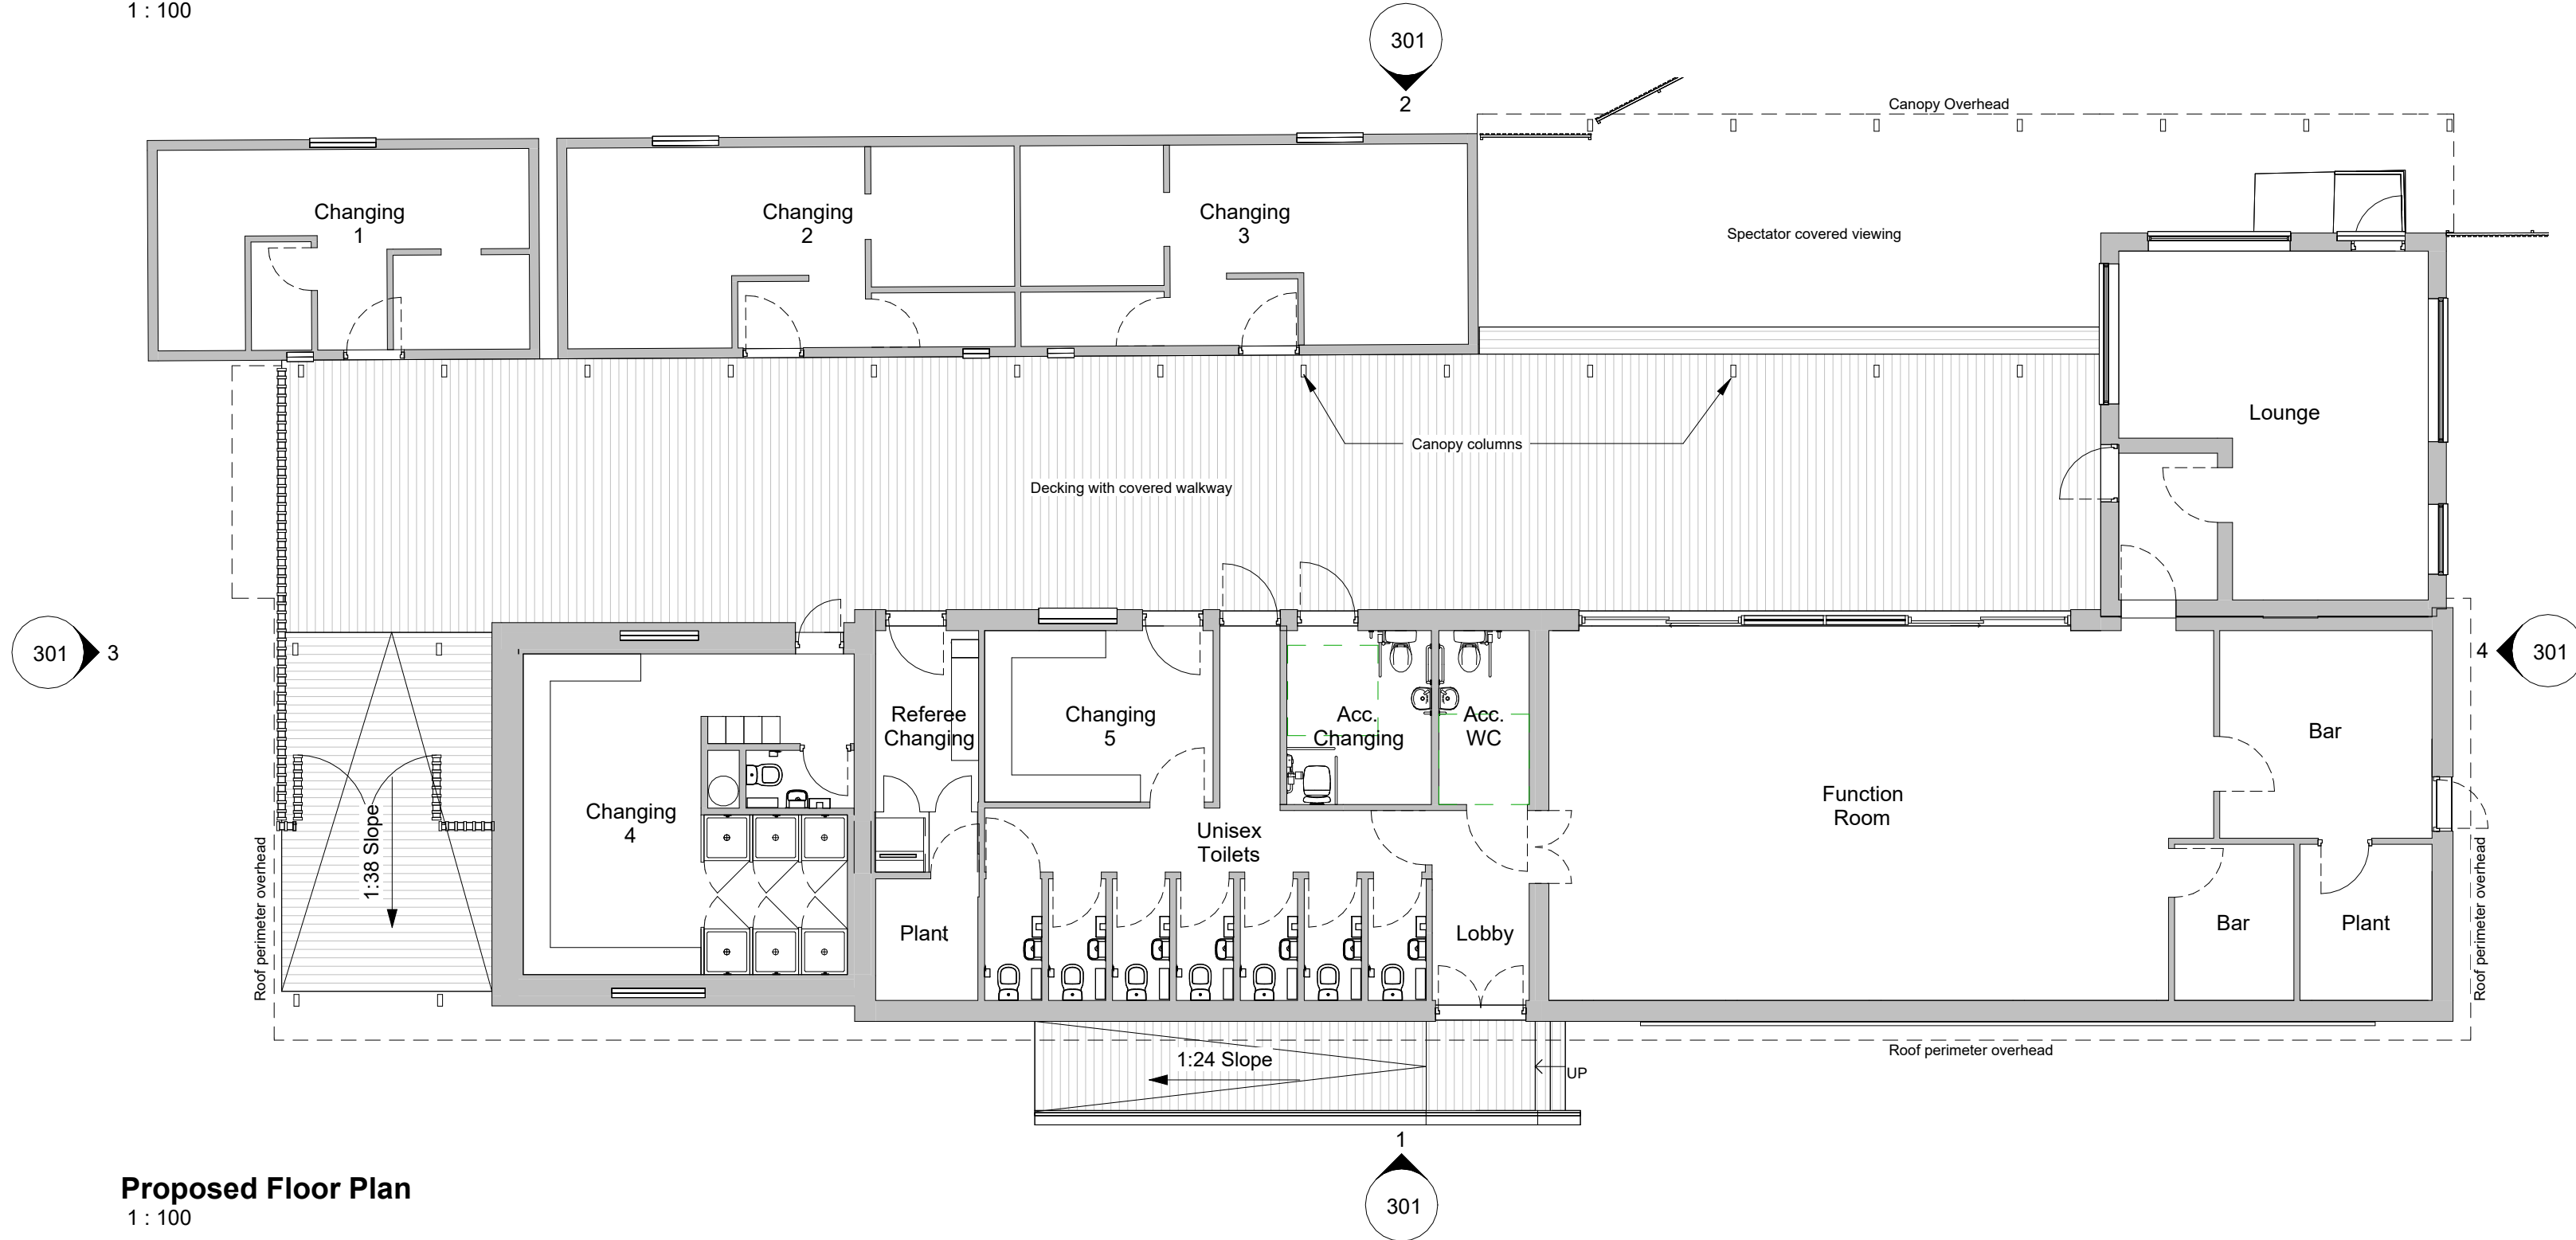 1 : 100
301
2
Canopy Overhead
Changing
1
Changing
2
Changing
3
Spectator covered viewing
Lounge
Canopy columns
Decking with covered walkway
301
3
4
301
Referee
Changing
Changing
5
Acc.
Changing
Acc.
WC
Bar
Changing
4
Function
Room
Unisex
Toilets
1:38 Slope
Roof perimeter overhead
Roof perimeter overhead
Plant
Lobby
Bar
Plant
1:24 Slope
UP
Roof perimeter overhead
1
301
Proposed Floor Plan
1 : 100